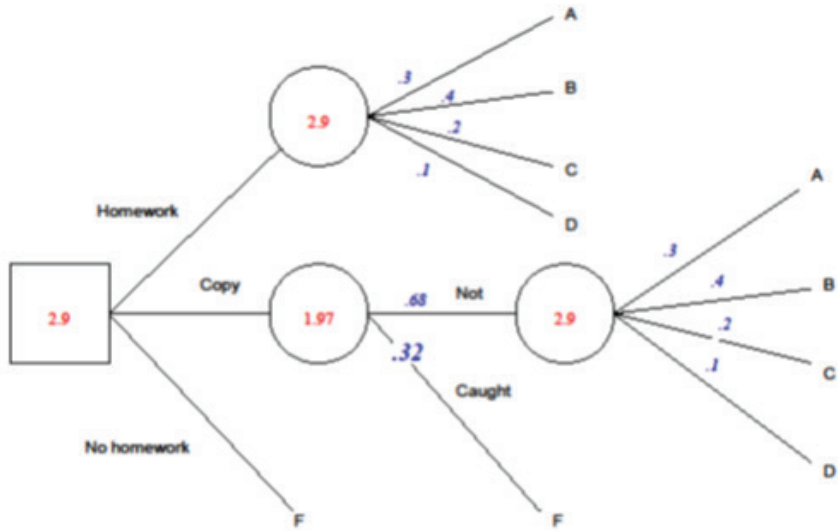 A
.3
B
.4
2.9
.2
C
.1
D
Homework
A
.3
Copy
.68
Not
.4
B
2.9
1.97
2.9
.2
.32
.1
C
Caught
No homework
D
F
F